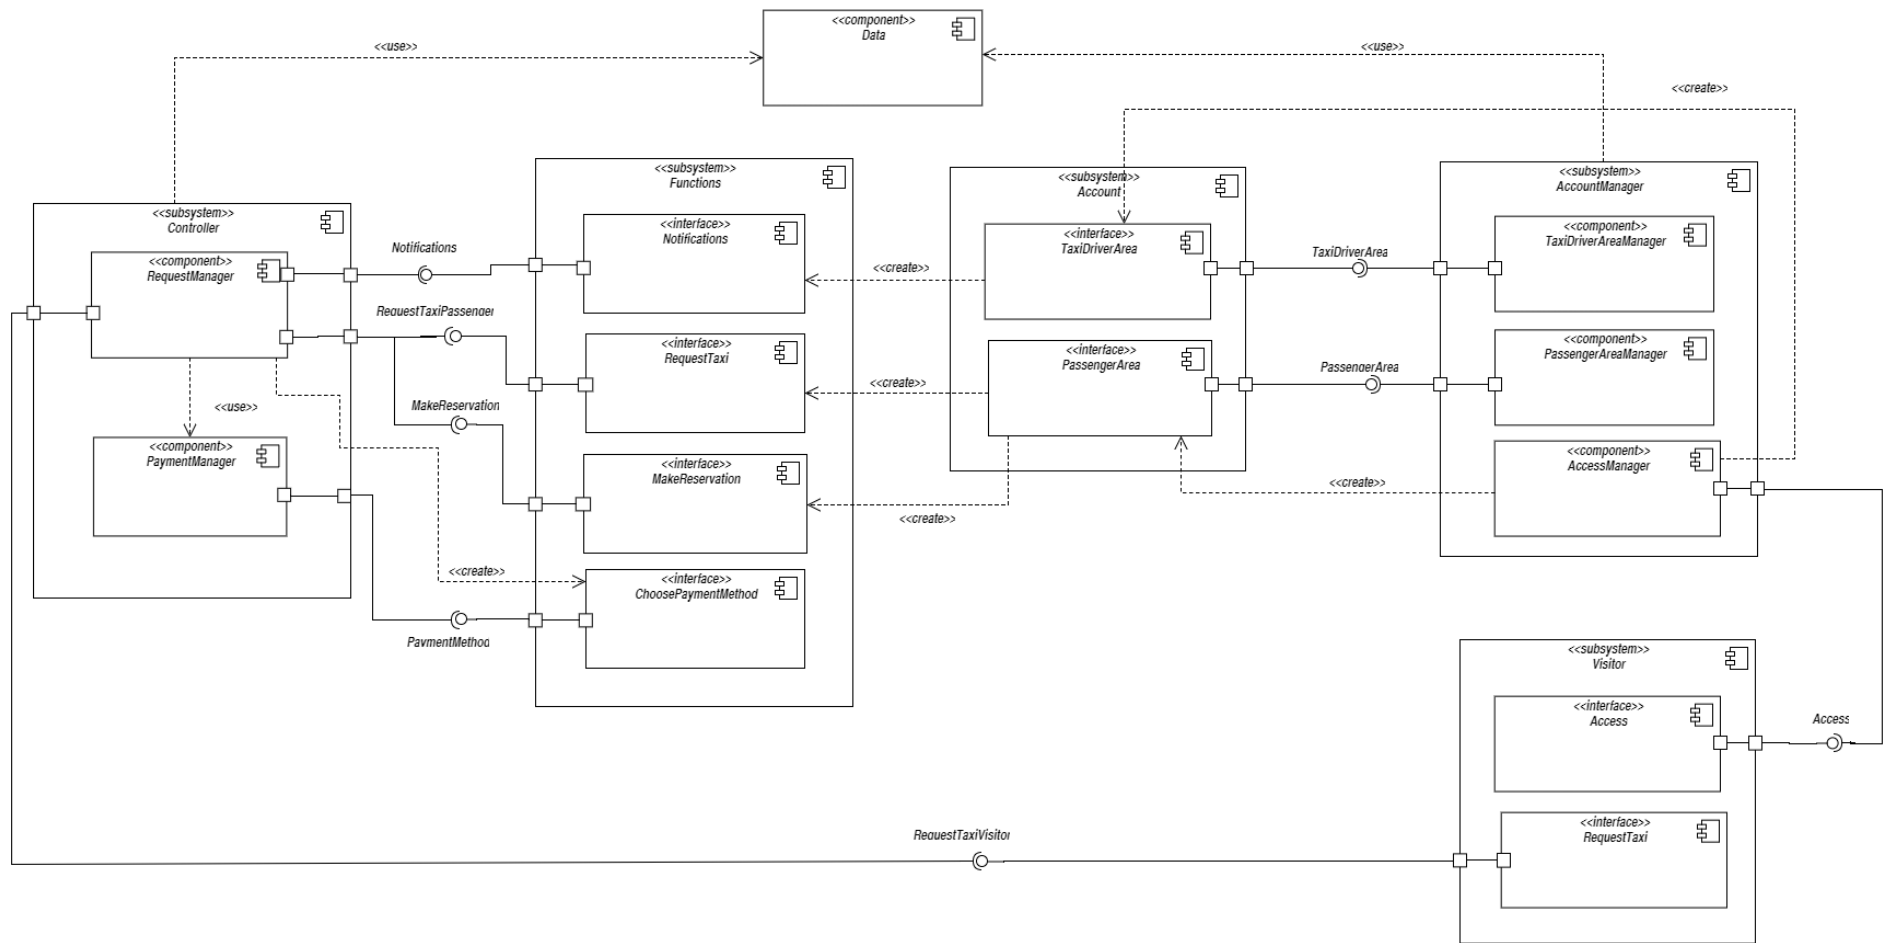 <<component>>
Data
<<use>>
<<use>>
<<create>>
<<subsystem>>
Functions
<<subsystem>>
Account
<<subsystem>>
AccountManager
<<subsystem>>
Controller
<<interface>>
Notifications
<<interface>>
TaxiDriverArea
<<component>>
TaxiDriverAreaManager
Notifications
TaxiDriverArea
<<component>>
RequestManager
<<create>>
RequestTaxiPassenger
<<interface>>
RequestTaxi
<<interface>>
PassengerArea
<<component>>
PassengerAreaManager
PassengerArea
<<create>>
<<use>>
MakeReservation
<<component>>
PaymentManager
<<interface>>
MakeReservation
<<component>>
AccessManager
<<create>>
<<create>>
<<create>>
<<interface>>
ChoosePaymentMethod
PaymentMethod
<<subsystem>>
Visitor
<<interface>>
Access
Access
<<interface>>
RequestTaxi
RequestTaxiVisitor